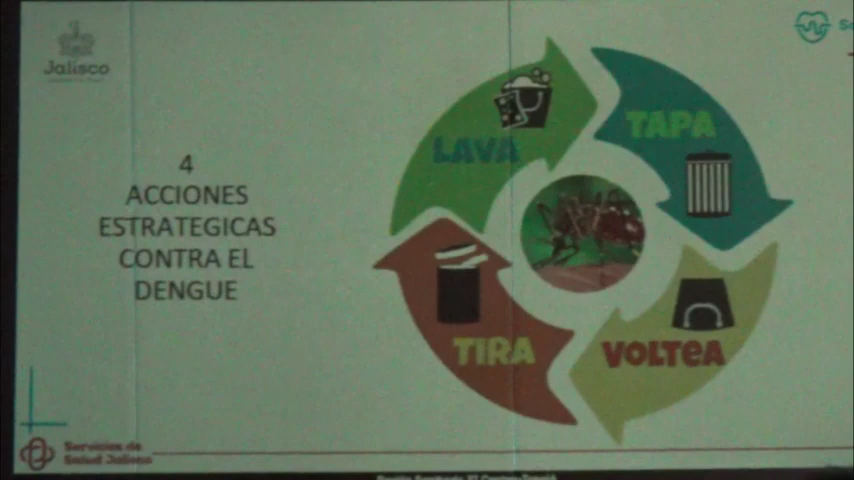 Jalisco
4
ACCIONES
ESTRATEGICAS
CONTRA EL
DENGUE
LAVA
TAPA
TIRA
VOLTEA
Servicios de
Salud Jalisco